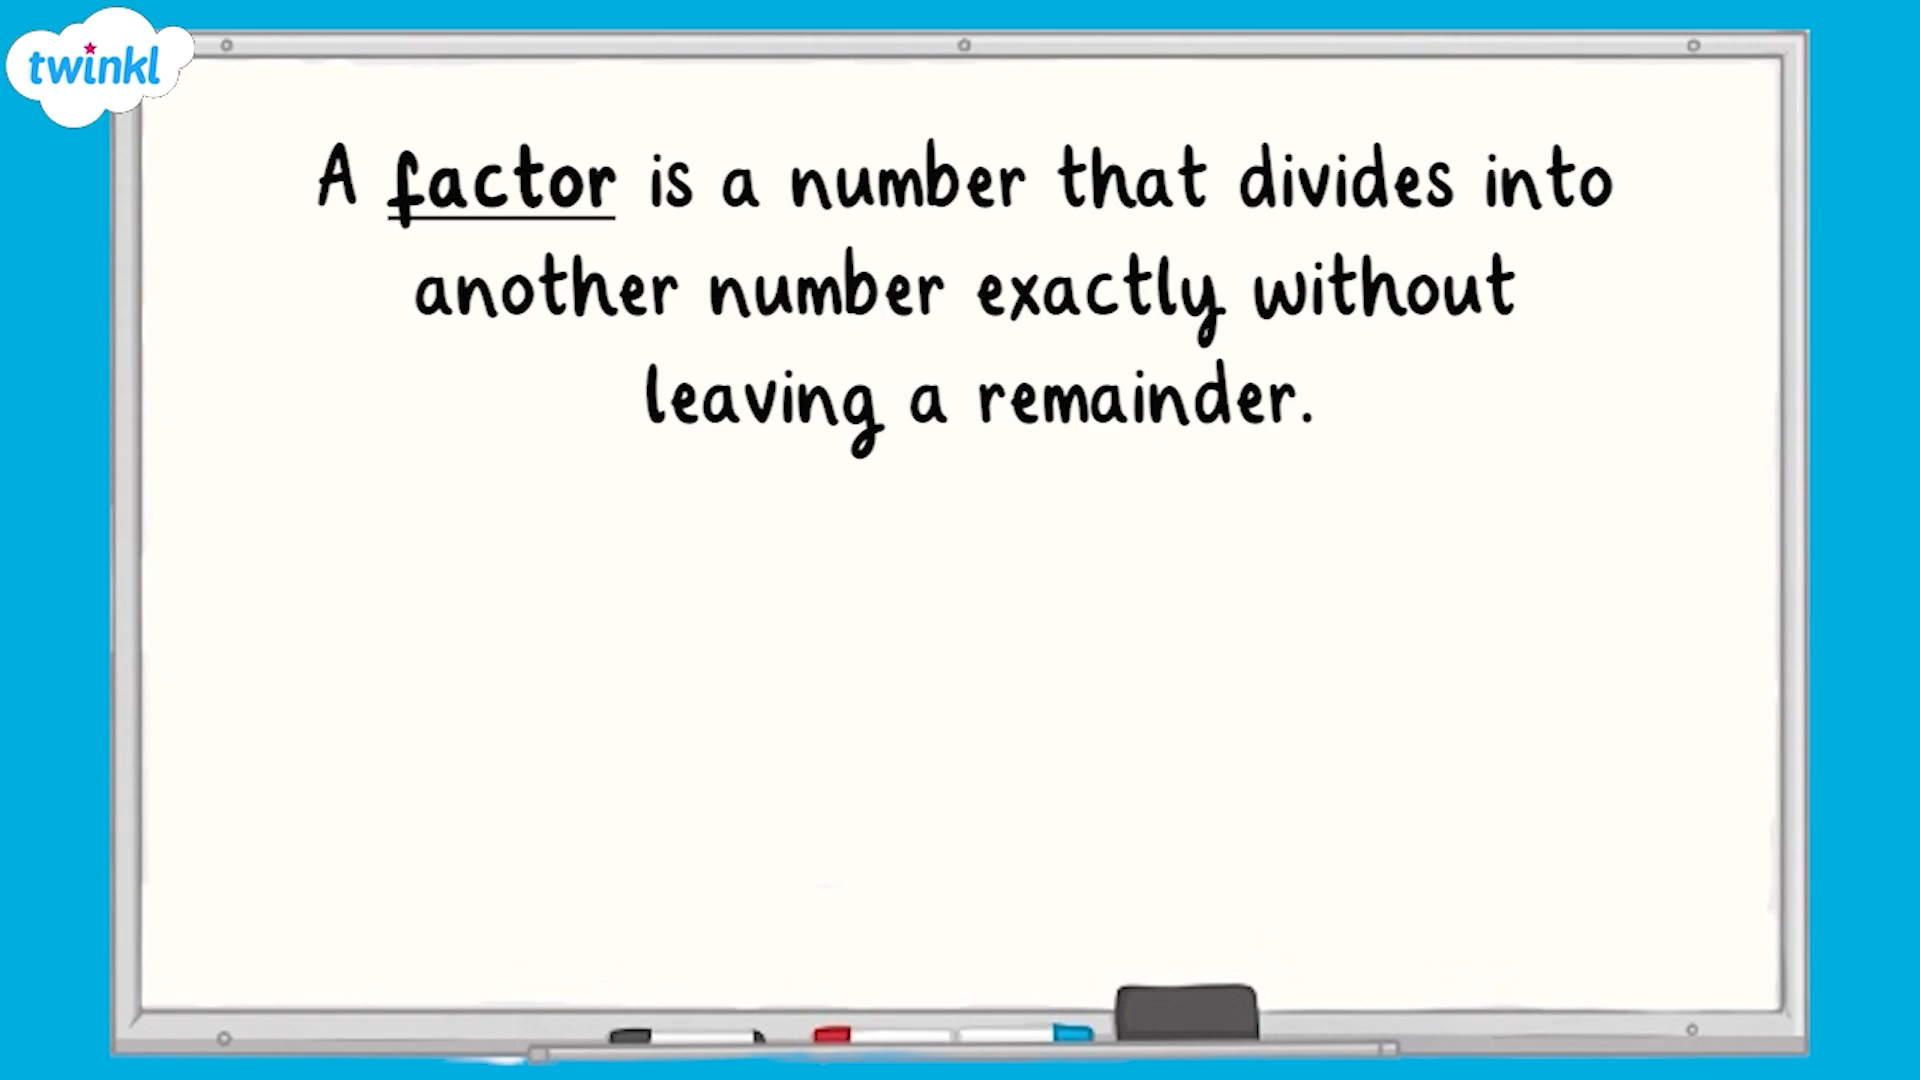 twinkl
A factor is a number that divides into
another number exactly without
leaving a remainder.